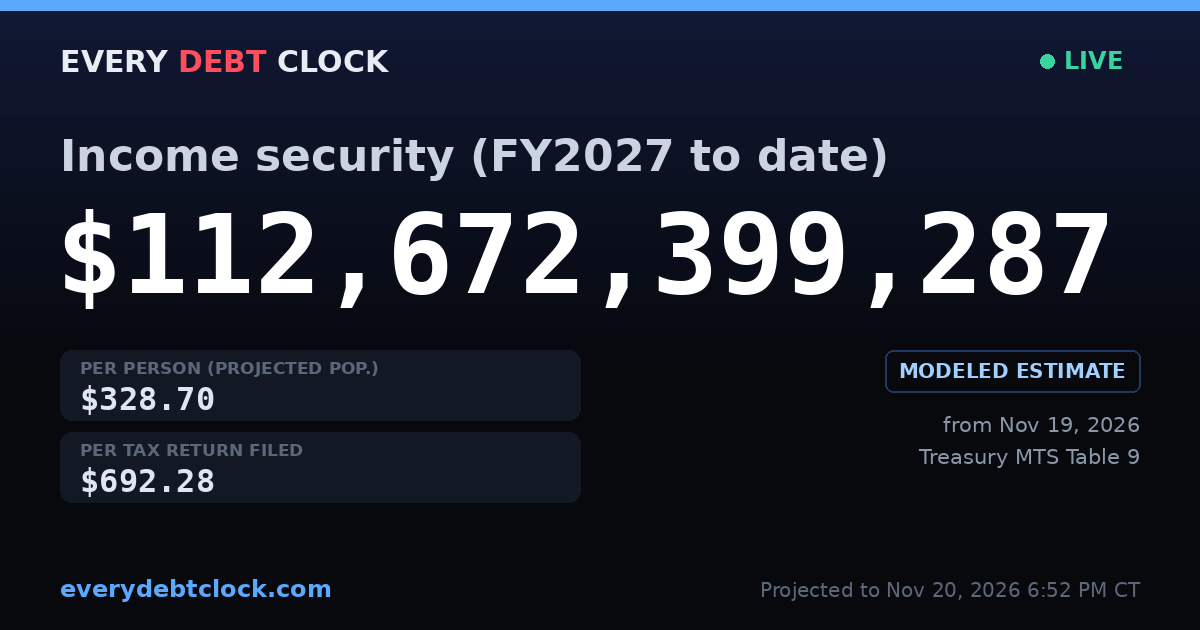 EVERY DEBT CLOCK
LIVE
Income security (FY2027 to date)
$112,672,399,287
PER PERSON (PROJECTED POP.)
$328.70
PER TAX RETURN FILED
$692.28
MODELED ESTIMATE
from Nov 19, 2026
Treasury MTS Table 9
everydebtclock.com
Projected to Nov 20, 2026 6:52 PM CT